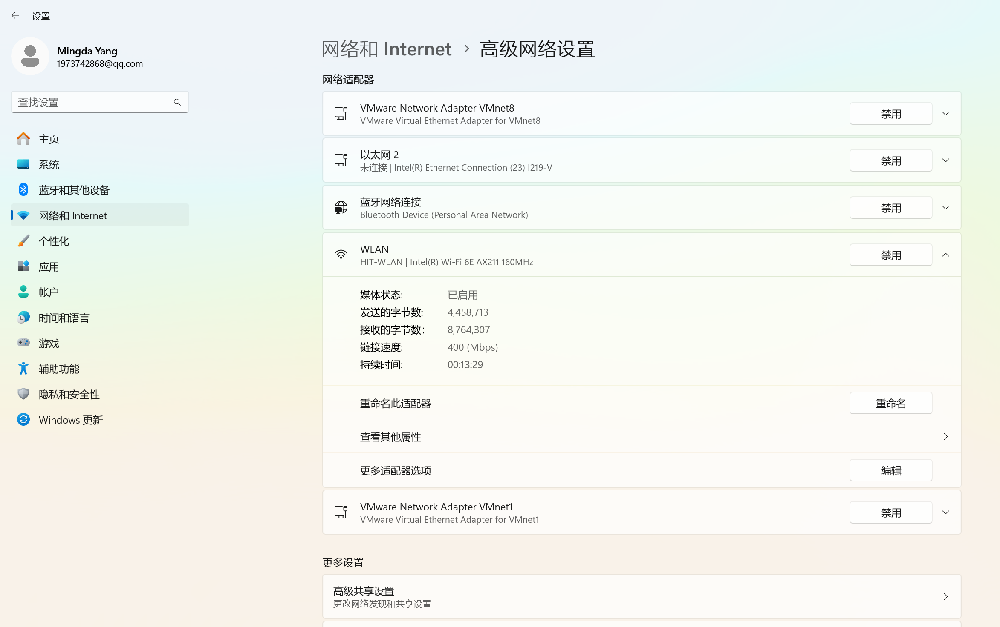 设置
Mingda Yang
1973742868@qq.com
查找设置
主页
系统
蓝牙和其他设备
网络和 Internet
个性化
应用
帐户
时间和语言
游戏
辅助功能
隐私和安全性
Windows 更新
网络和 Internet › 高级网络设置
网络适配器
VMware Network Adapter VMnet8
VMware Virtual Ethernet Adapter for VMnet8
禁用
以太网 2
未连接 | Intel(R) Ethernet Connection (23) I219-V
禁用
蓝牙网络连接
Bluetooth Device (Personal Area Network)
禁用
WLAN
HIT-WLAN | Intel(R) Wi-Fi 6E AX211 160MHz
禁用
媒体状态: 已启用
发送的字节数: 4,458,713
接收的字节数: 8,764,307
链接速度: 400 (Mbps)
持续时间: 00:13:29
重命名此适配器 重命名
查看其他属性
更多适配器选项 编辑
VMware Network Adapter VMnet1
VMware Virtual Ethernet Adapter for VMnet1
禁用
更多设置
高级共享设置
更改网络发现和共享设置